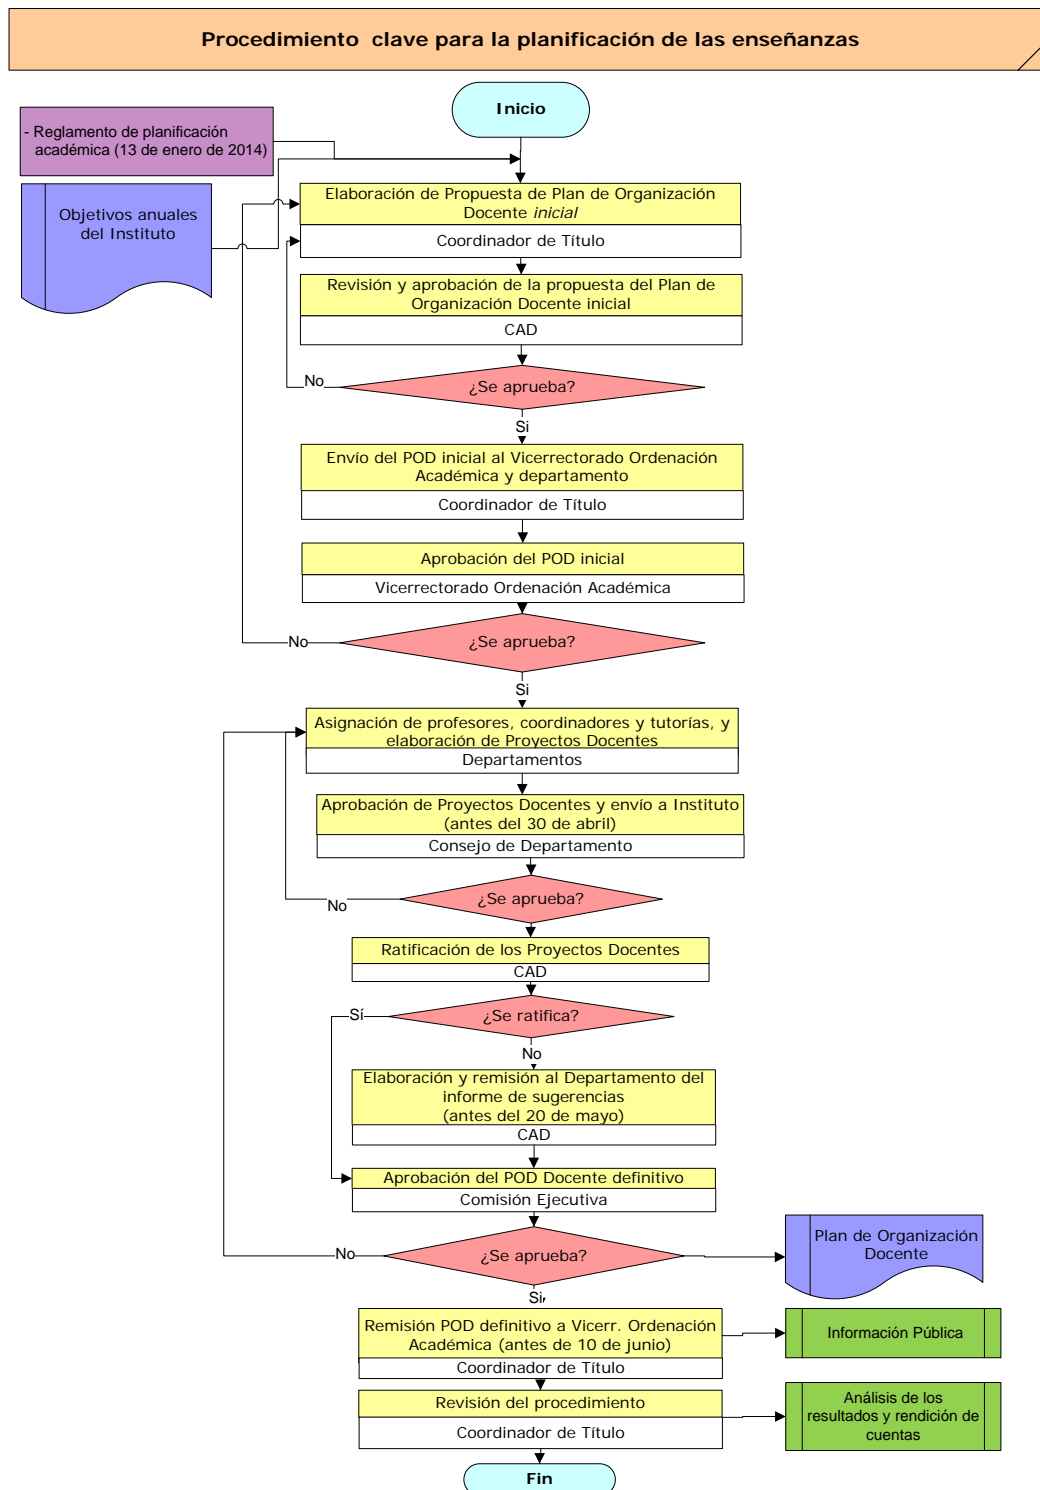 Procedimiento clave para la planificación de las enseñanzas
Inicio
- Reglamento de planificación
académica (13 de enero de 2014)
Objetivos anuales
del Instituto
Elaboración de Propuesta de Plan de Organización
Docente inicial
Coordinador de Título
Revisión y aprobación de la propuesta del Plan de
Organización Docente inicial
CAD
¿Se aprueba?
No
Si
Envío del POD inicial al Vicerrectorado Ordenación
Académica y departamento
Coordinador de Título
Aprobación del POD inicial
Vicerrectorado Ordenación Académica
¿Se aprueba?
No
Si
Asignación de profesores, coordinadores y tutorías, y
elaboración de Proyectos Docentes
Departamentos
Aprobación de Proyectos Docentes y envío a Instituto
(antes del 30 de abril)
Consejo de Departamento
¿Se aprueba?
No
Ratificación de los Proyectos Docentes
CAD
¿Se ratifica?
Sí
No
Elaboración y remisión al Departamento del
informe de sugerencias
(antes del 20 de mayo)
CAD
Aprobación del POD Docente definitivo
Comisión Ejecutiva
¿Se aprueba?
No
Plan de Organización
Docente
Si
Remisión POD definitivo a Vicerr. Ordenación
Académica (antes de 10 de junio)
Coordinador de Título
Información Pública
Revisión del procedimiento
Coordinador de Título
Análisis de los
resultados y rendición de
cuentas
Fin